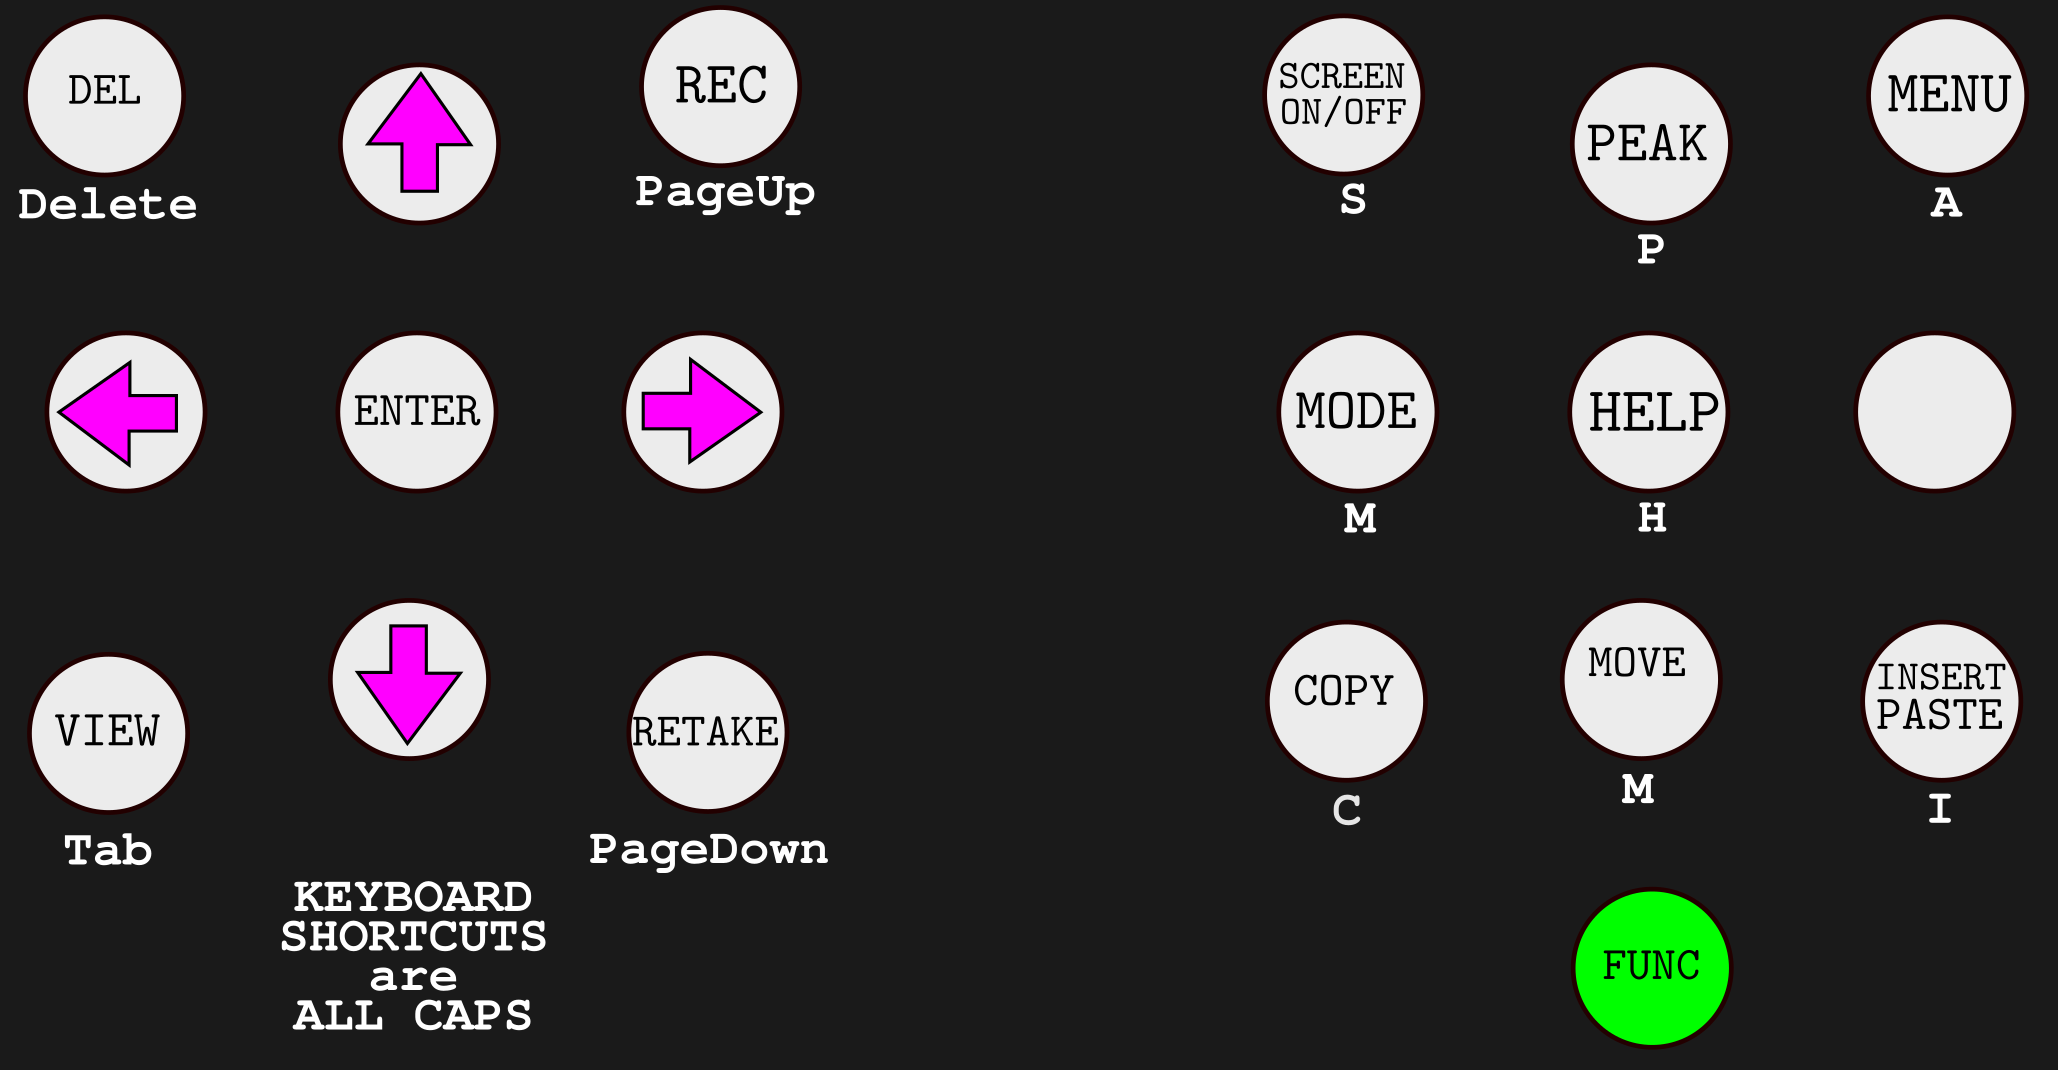 DEL
Delete
REC
PageUp
SCREEN
ON/OFF
S
PEAK
P
MENU
A
ENTER
MODE
M
HELP
H
VIEW
Tab
RETAKE
PageDown
COPY
C
MOVE
M
INSERT
PASTE
I
KEYBOARD
SHORTCUTS
are
ALL CAPS
FUNC